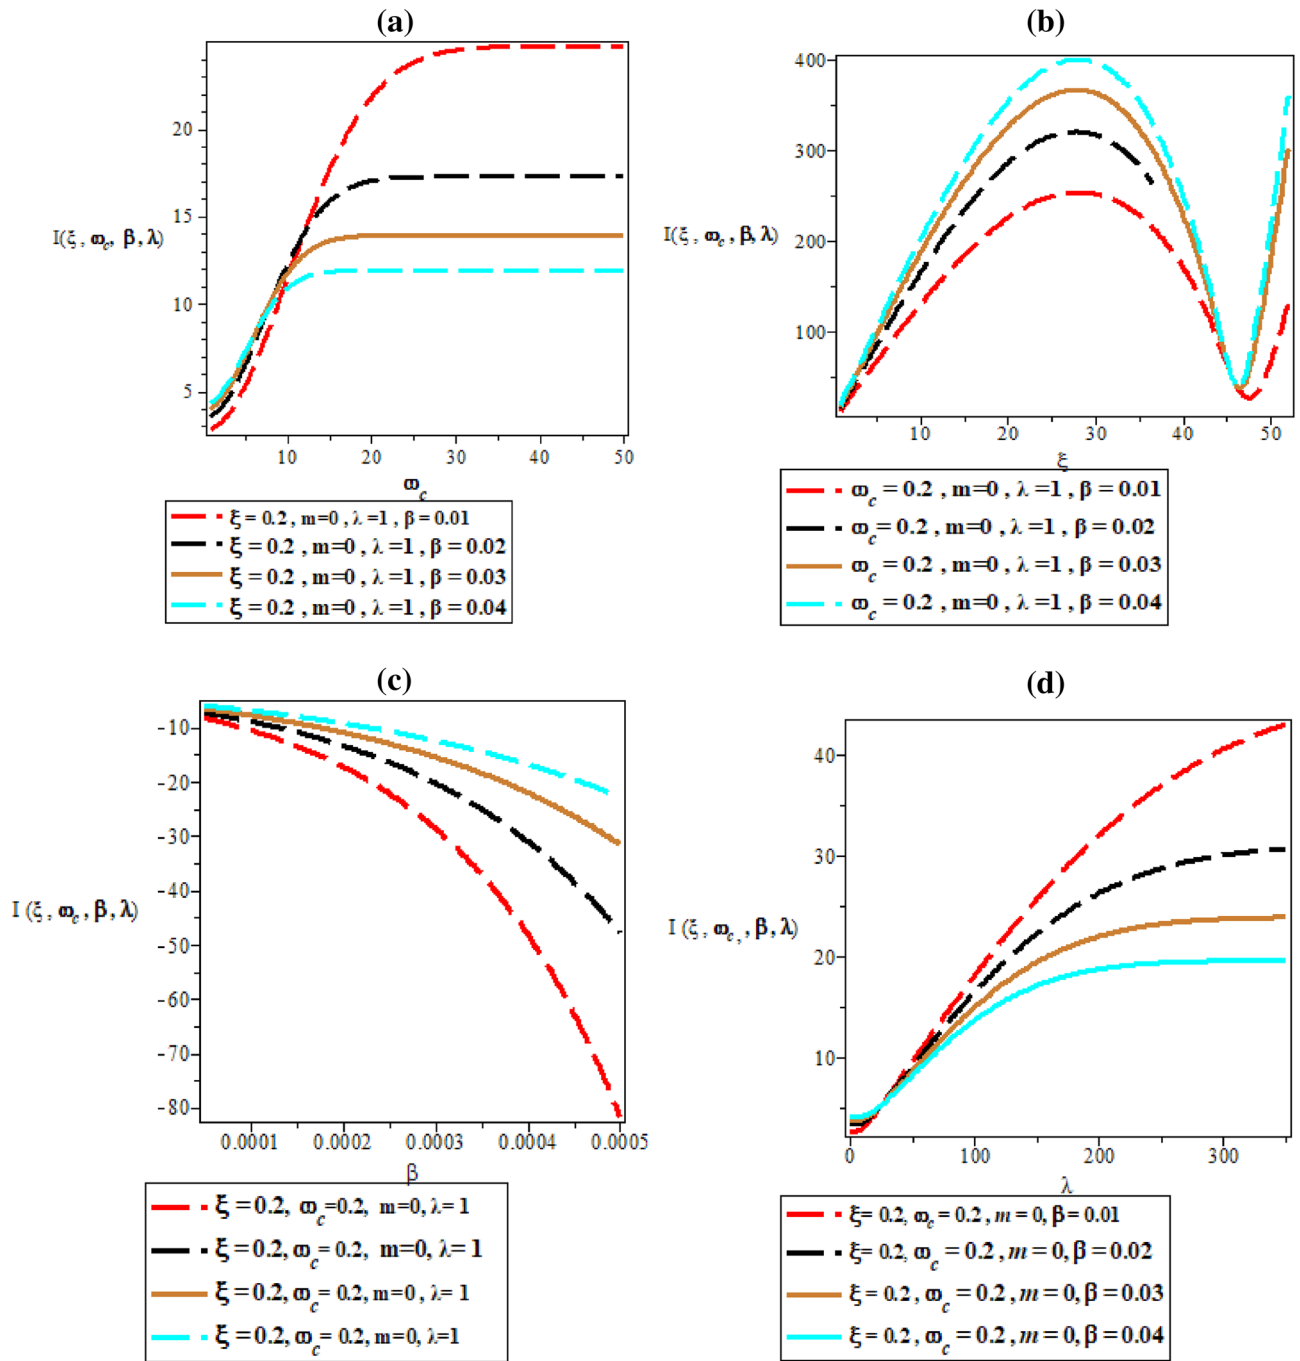 (a)
20
15
10
5
I(ξ, ϖc, β, λ)
10 20 30 40 50
ϖc
ξ = 0.2 , m=0 , λ =1 , β = 0.01
ξ = 0.2 , m=0 , λ =1 , β = 0.02
ξ = 0.2 , m=0 , λ =1 , β = 0.03
ξ = 0.2 , m=0 , λ =1 , β = 0.04
(b)
400
300
200
100
I(ξ, ϖc, β, λ)
10 20 30 40 50
ξ
ϖc = 0.2 , m=0 , λ =1 , β = 0.01
ϖc = 0.2 , m=0 , λ =1 , β = 0.02
ϖc = 0.2 , m=0 , λ =1 , β = 0.03
ϖc = 0.2 , m=0 , λ =1 , β = 0.04
(c)
-10
-20
-30
-40
-50
-60
-70
-80
I (ξ, ϖc, β, λ)
0.0001 0.0002 0.0003 0.0004 0.0005
β
ξ = 0.2, ϖc=0.2, m=0, λ= 1
ξ = 0.2, ϖc= 0.2, m=0, λ= 1
ξ = 0.2, ϖc= 0.2, m=0, λ= 1
ξ = 0.2, ϖc= 0.2, m=0, λ=1
(d)
40
30
20
10
I (ξ, ϖc, , β, λ)
0 100 200 300
λ
ξ= 0.2, ϖc = 0.2 , m = 0, β= 0.01
ξ = 0.2, ϖc = 0.2 , m = 0, β = 0.02
ξ = 0.2 , ϖc = 0.2 , m = 0, β = 0.03
ξ = 0.2 , ϖc = 0.2 , m = 0, β = 0.04